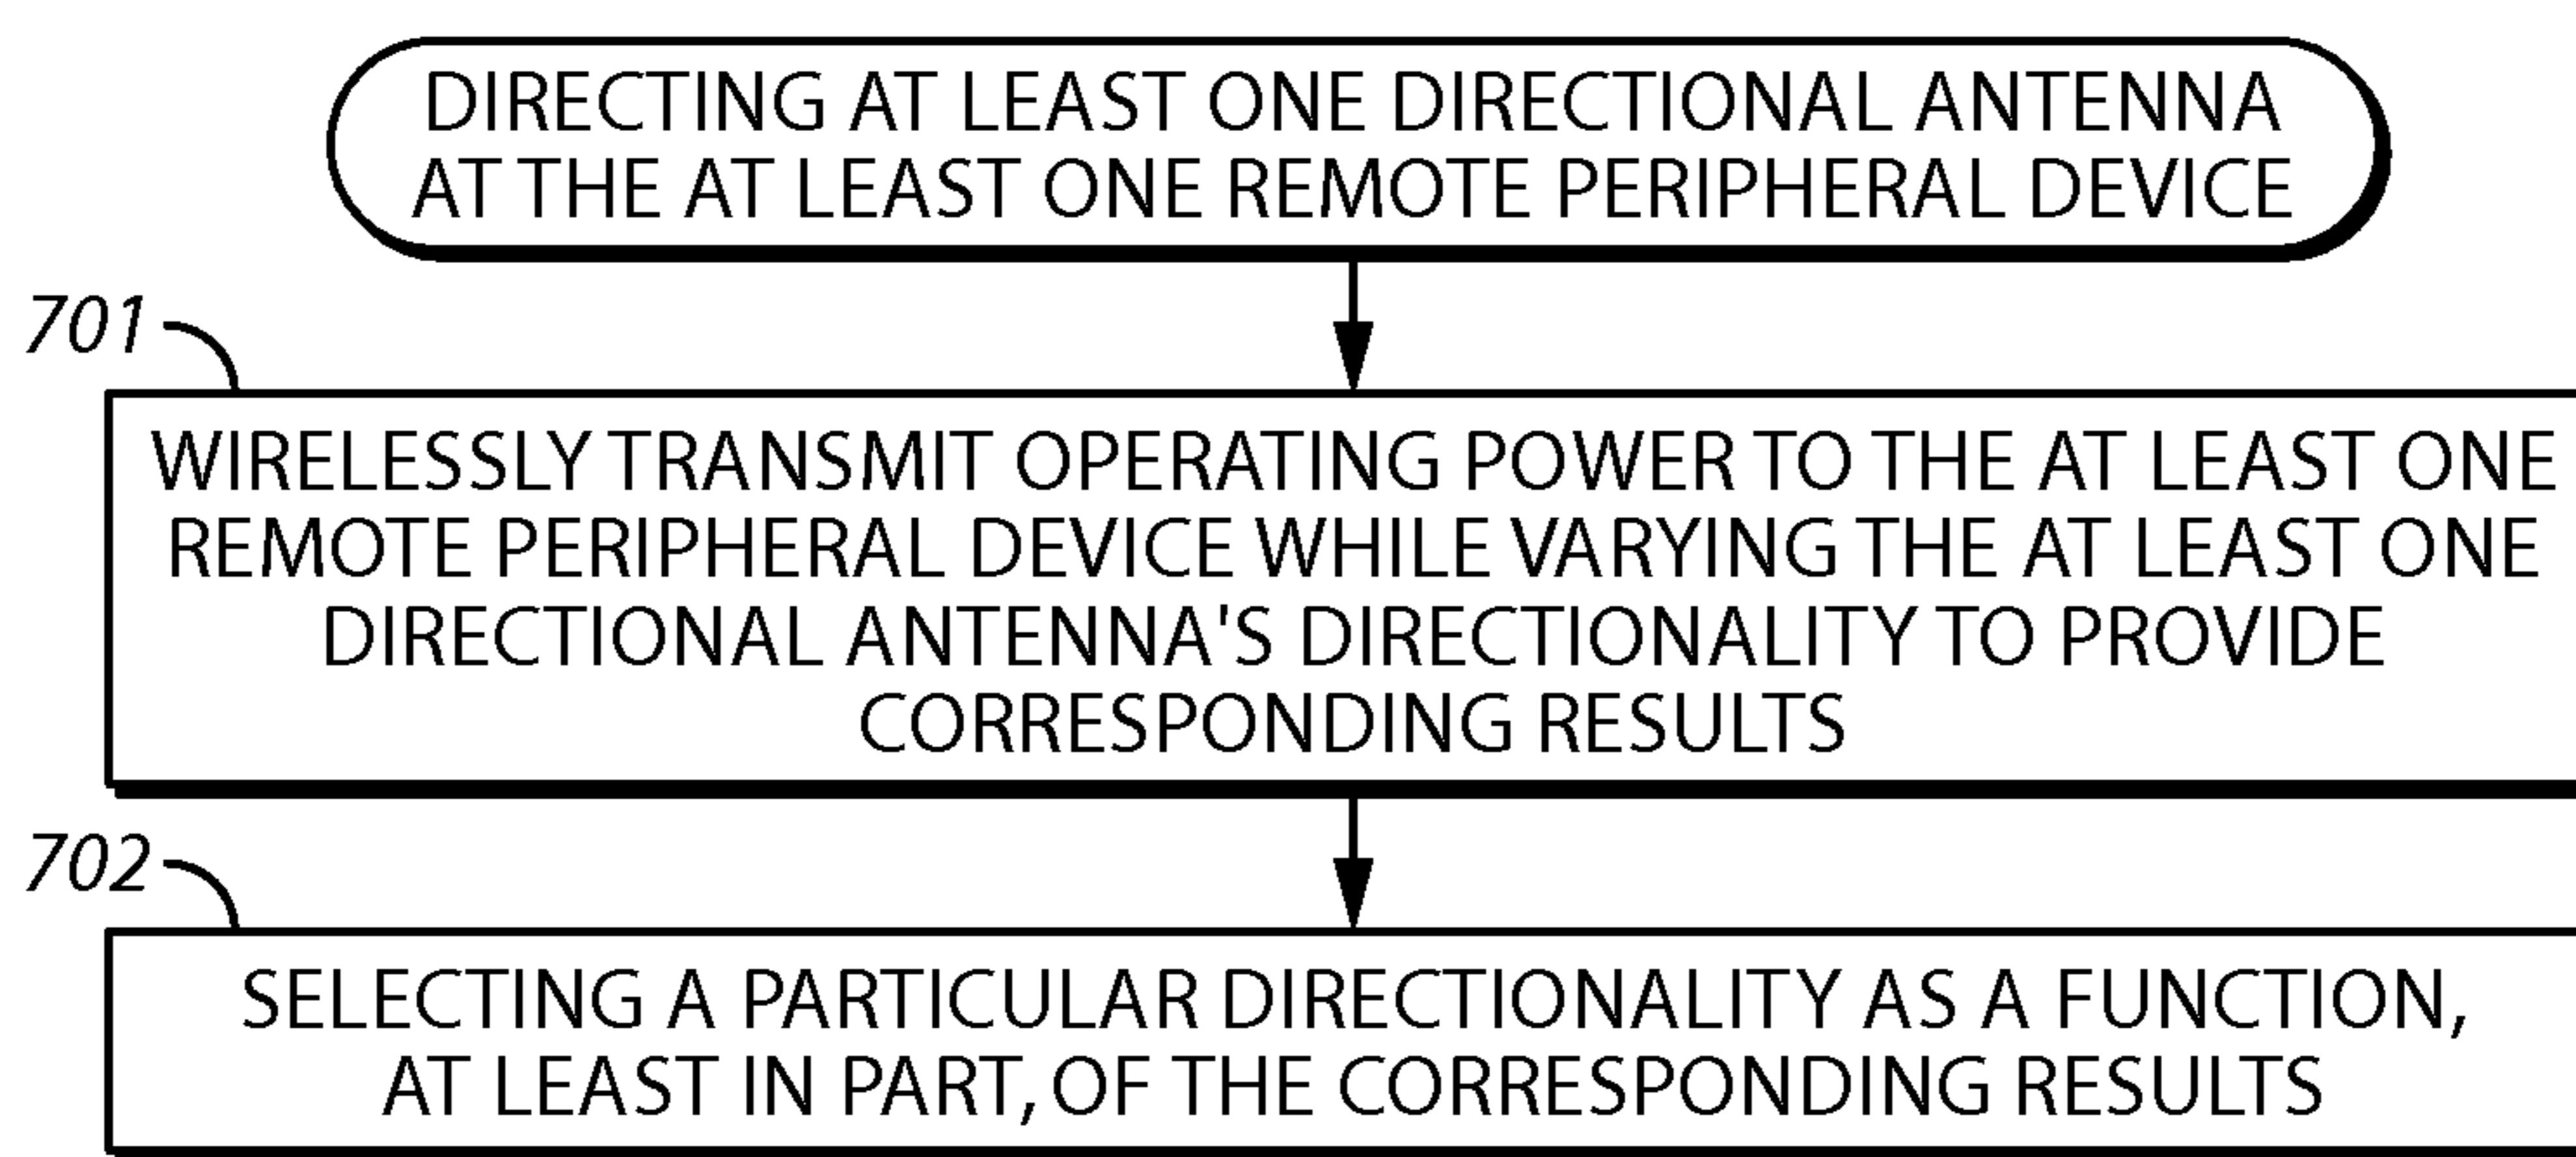 DIRECTING AT LEAST ONE DIRECTIONAL ANTENNA
AT THE AT LEAST ONE REMOTE PERIPHERAL DEVICE
701
WIRELESSLY TRANSMIT OPERATING POWER TO THE AT LEAST ONE
REMOTE PERIPHERAL DEVICE WHILE VARYING THE AT LEAST ONE
DIRECTIONAL ANTENNA'S DIRECTIONALITY TO PROVIDE
CORRESPONDING RESULTS
702
SELECTING A PARTICULAR DIRECTIONALITY AS A FUNCTION,
AT LEAST IN PART, OF THE CORRESPONDING RESULTS